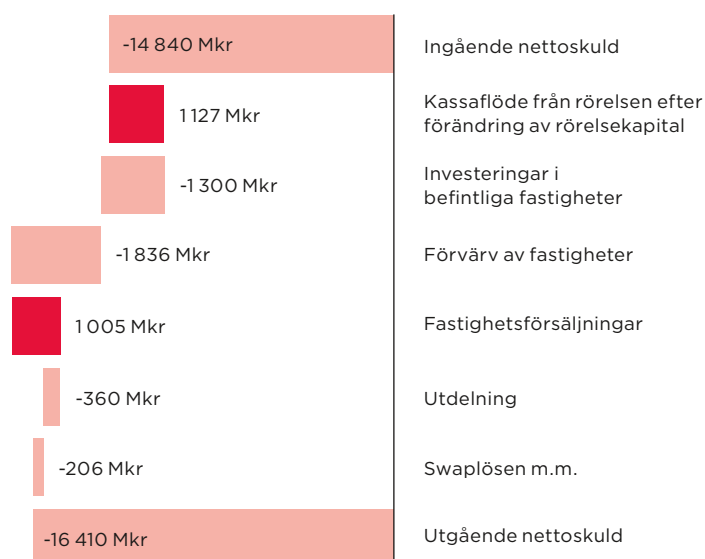 -14 840 Mkr Ingående nettoskuld
1 127 Mkr Kassaflöde från rörelsen efter
förändring av rörelsekapital
-1 300 Mkr Investeringar i
befintliga fastigheter
-1 836 Mkr Förvärv av fastigheter
1 005 Mkr Fastighetsförsäljningar
-360 Mkr Utdelning
-206 Mkr Swaplösen m.m.
-16 410 Mkr Utgående nettoskuld